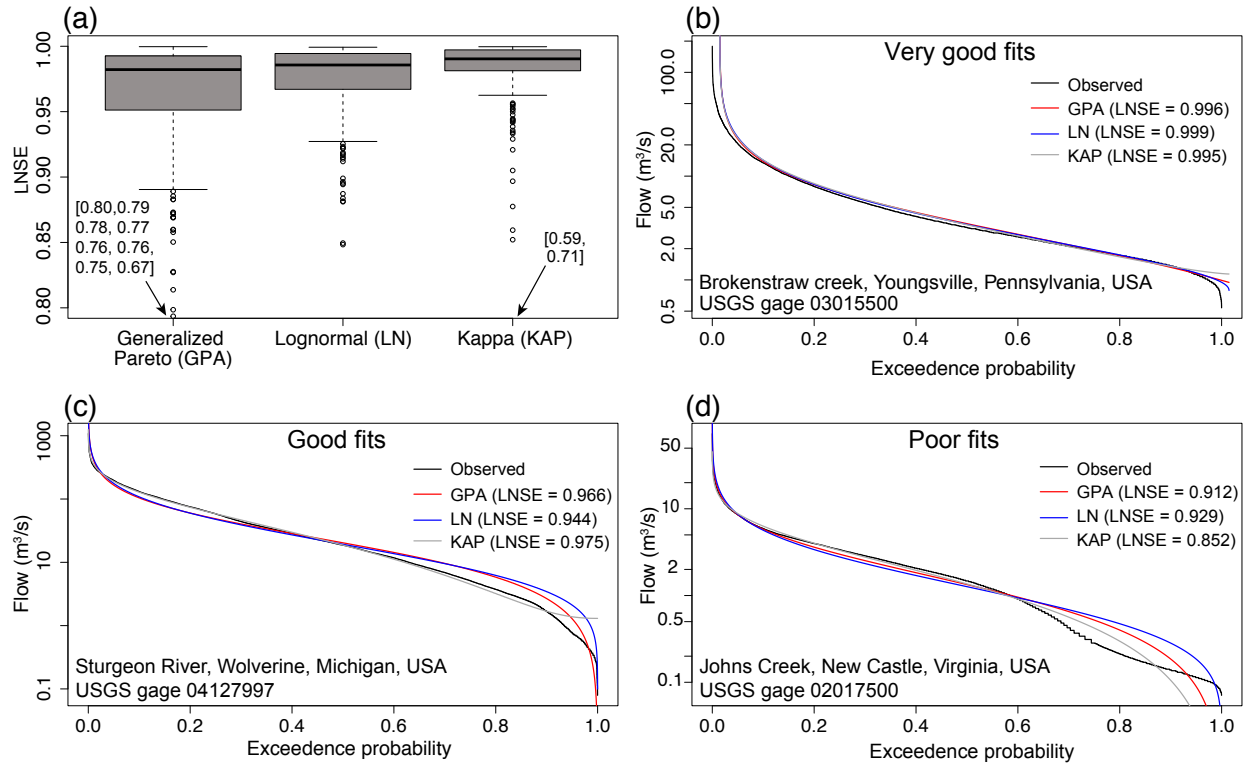 (a)
LNSE
1.00
0.95
0.90
0.85
0.80
[0.80,0.79
0.78, 0.77
0.76, 0.76,
0.75, 0.67]
[0.59,
0.71]
Generalized
Pareto (GPA)
Lognormal (LN)
Kappa (KAP)
(b)
Very good fits
Flow (m³/s)
100.0
20.0
5.0
2.0
0.5
Observed
GPA (LNSE = 0.996)
LN (LNSE = 0.999)
KAP (LNSE = 0.995)
Brokenstraw creek, Youngsville, Pennsylvania, USA
USGS gage 03015500
0.0 0.2 0.4 0.6 0.8 1.0
Exceedence probability
(c)
Good fits
Flow (m³/s)
1000
10
0.1
Observed
GPA (LNSE = 0.966)
LN (LNSE = 0.944)
KAP (LNSE = 0.975)
Sturgeon River, Wolverine, Michigan, USA
USGS gage 04127997
0.0 0.2 0.4 0.6 0.8 1.0
Exceedence probability
(d)
Poor fits
Flow (m³/s)
50
10
2
0.5
0.1
Observed
GPA (LNSE = 0.912)
LN (LNSE = 0.929)
KAP (LNSE = 0.852)
Johns Creek, New Castle, Virginia, USA
USGS gage 02017500
0.0 0.2 0.4 0.6 0.8 1.0
Exceedence probability